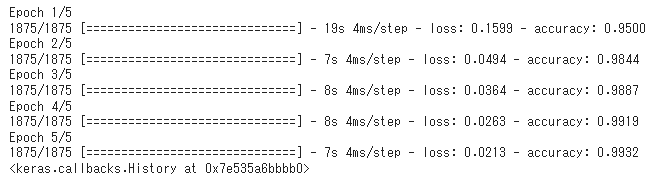 Epoch 1/5
1875/1875 [==============================] - 19s 4ms/step - loss: 0.1599 - accuracy: 0.9500
Epoch 2/5
1875/1875 [==============================] - 7s 4ms/step - loss: 0.0494 - accuracy: 0.9844
Epoch 3/5
1875/1875 [==============================] - 8s 4ms/step - loss: 0.0364 - accuracy: 0.9887
Epoch 4/5
1875/1875 [==============================] - 8s 4ms/step - loss: 0.0263 - accuracy: 0.9919
Epoch 5/5
1875/1875 [==============================] - 7s 4ms/step - loss: 0.0213 - accuracy: 0.9932
<keras.callbacks.History at 0x7e535a6bbbb0>